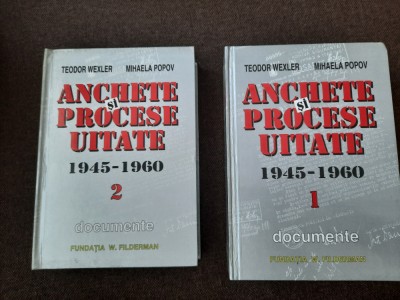 TEODOR WEXLER MIHAELA POPOV
ANCHETE
și
PROCESE
UITATE
1945-1960
2
documente
FUNDAȚIA W. FILDERMAN
TEODOR WEXLER MIHAELA POPOV
ANCHETE
și
PROCESE
UITATE
1945-1960
1
documente
FUNDAȚIA W. FILDERMAN